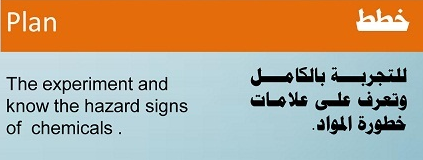 Plan
خطط
The experiment and
know the hazard signs
of chemicals .
للتجربة بالكامل
وتعرف على علامات
خطورة المواد.